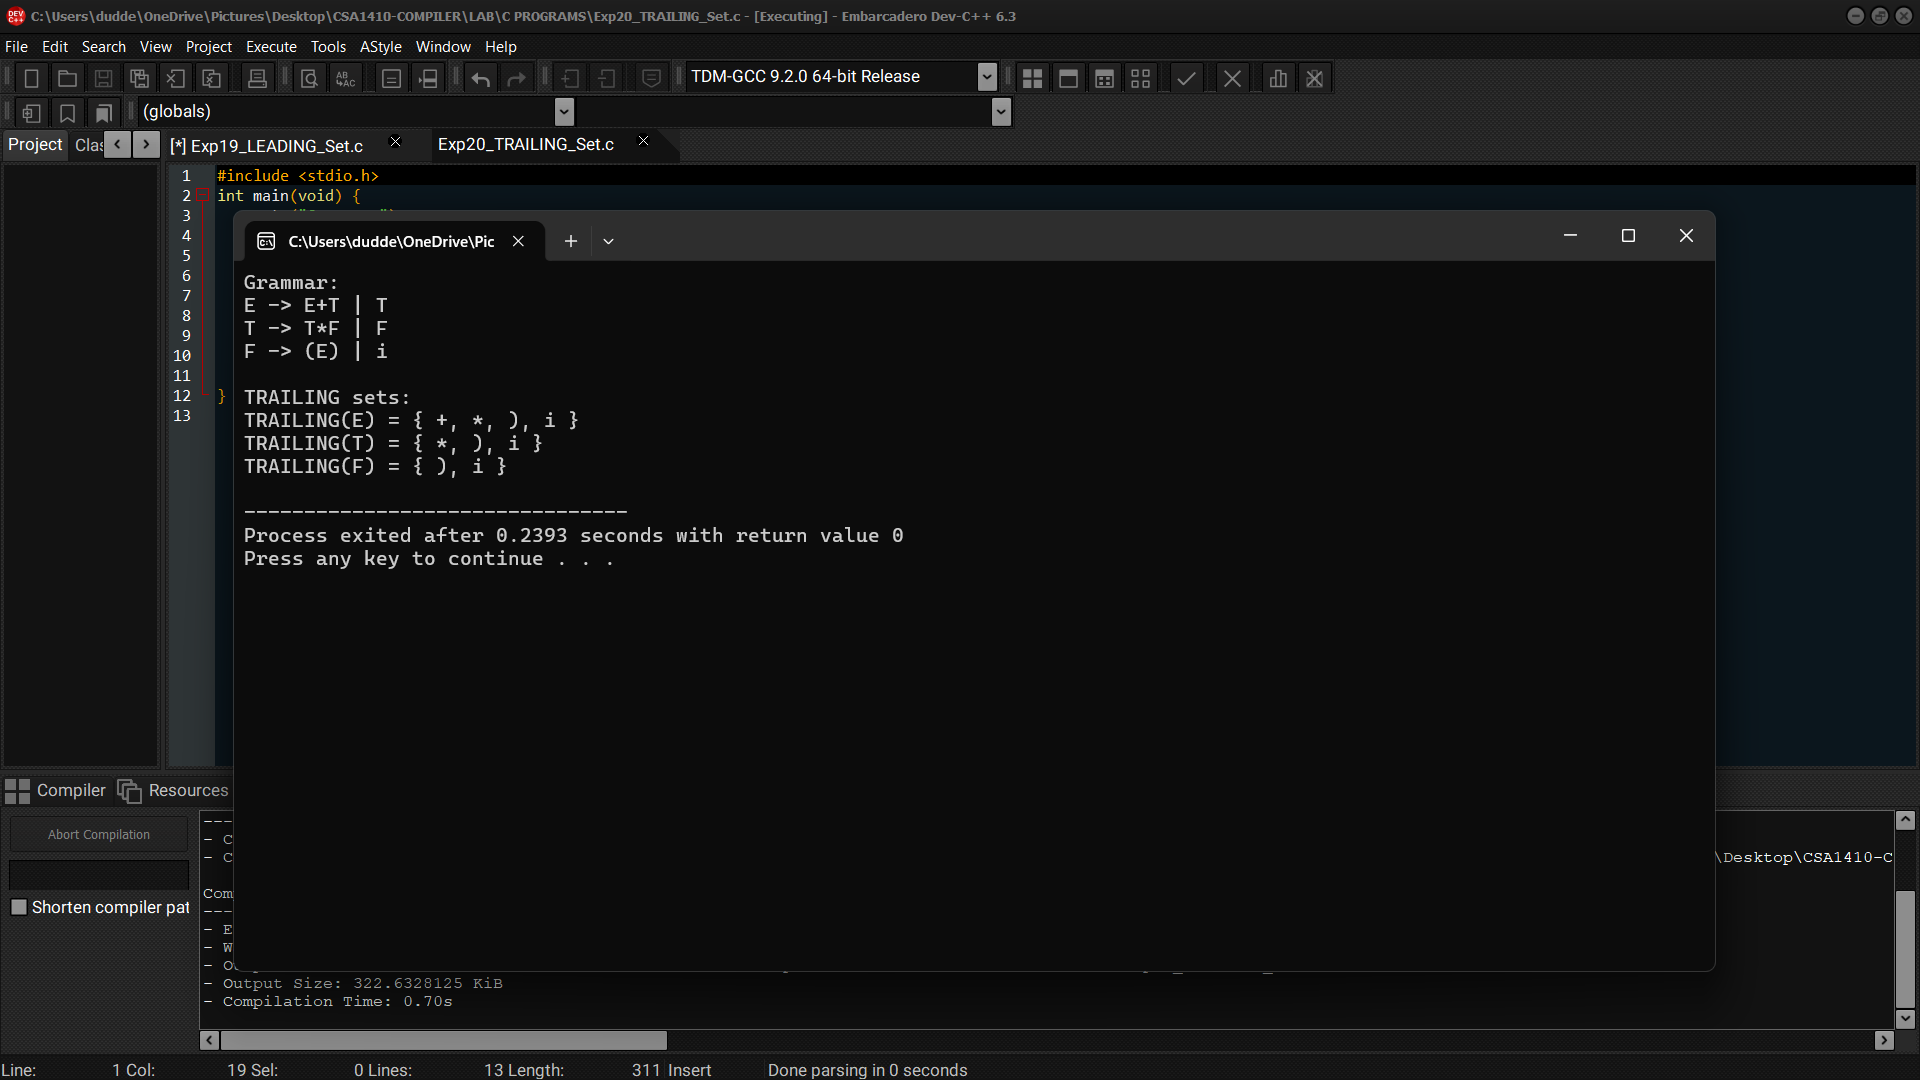 C:\Users\dudde\OneDrive\Pictures\Desktop\CSA1410-COMPILER\LAB\C PROGRAMS\Exp20_TRAILING_Set.c - [Executing] - Embarcadero Dev-C++ 6.3
File Edit Search View Project Execute Tools AStyle Window Help
TDM-GCC 9.2.0 64-bit Release
(globals)
Project Clas [*] Exp19_LEADING_Set.c Exp20_TRAILING_Set.c
1 #include <stdio.h>
2 int main(void) {
3
4
5
6
7
8
9
10
11
12 }
13
C:\Users\dudde\OneDrive\Pic
Grammar:
E -> E+T | T
T -> T*F | F
F -> (E) | i
TRAILING sets:
TRAILING(E) = { +, *, ), i }
TRAILING(T) = { *, ), i }
TRAILING(F) = { ), i }
--------------------------------
Process exited after 0.2393 seconds with return value 0
Press any key to continue . . .
Compiler Resources
Abort Compilation
Shorten compiler pat
\Desktop\CSA1410-C
Com
- Output Size: 322.6328125 KiB
- Compilation Time: 0.70s
Line: 1 Col: 19 Sel: 0 Lines: 13 Length: 311 Insert Done parsing in 0 seconds